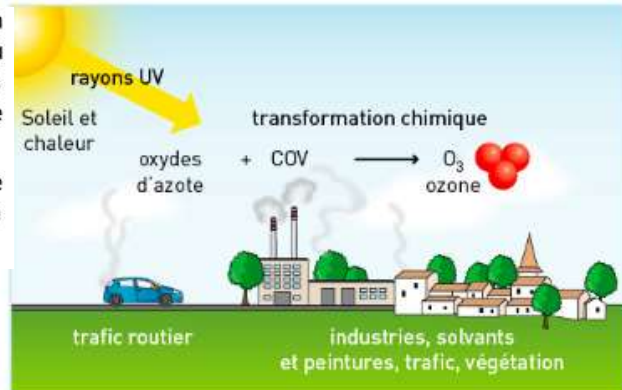 rayons UV
Soleil et
chaleur
transformation chimique
oxydes
d'azote
+ COV
O₃
ozone
trafic routier
industries, solvants
et peintures, trafic, végétation